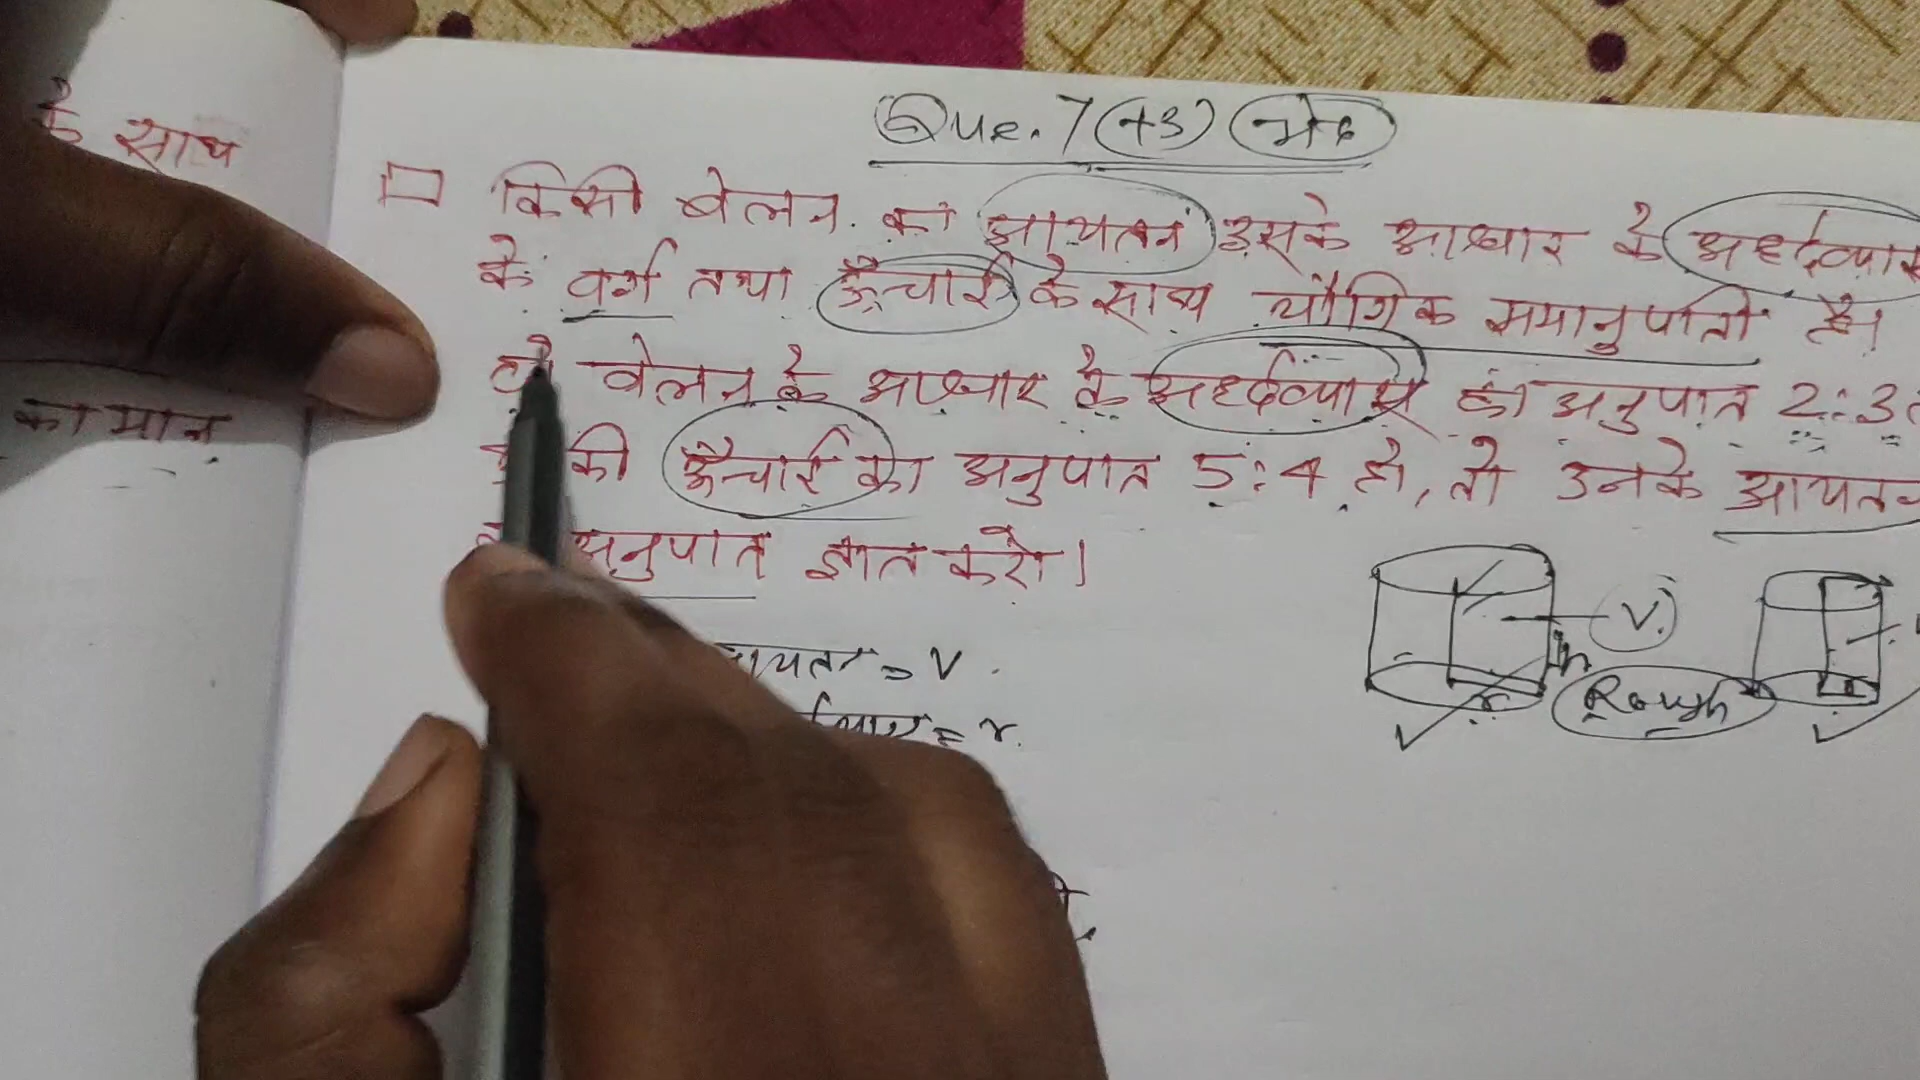 के साथ
का मान
Que. 7 (+3)
किसी बेलन का आयतन उसके आधार के अर्द्धव्यास
के वर्ग तथा ऊँचाई के साथ यौगिक समानुपाती है।
दो बेलन के आधार के अर्द्धव्यास का अनुपात 2:3
की ऊँचाई का अनुपात 5:4 हो, तो उनके आयतन
अनुपात ज्ञात करो।
V
h
r
Rough
= V
= r.